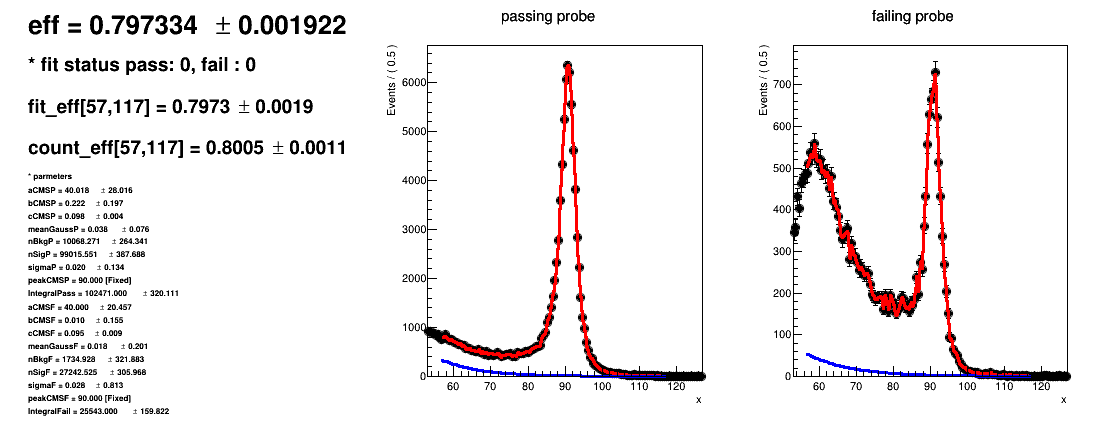 eff = 0.797334 ± 0.001922
* fit status pass: 0, fail : 0
fit_eff[57,117] = 0.7973 ± 0.0019
count_eff[57,117] = 0.8005 ± 0.0011
* parmeters
aCMSP = 40.018 ± 28.016
bCMSP = 0.222 ± 0.197
cCMSP = 0.098 ± 0.004
meanGaussP = 0.038 ± 0.076
nBkgP = 10068.271 ± 264.341
nSigP = 99015.551 ± 387.688
sigmaP = 0.020 ± 0.134
peakCMSP = 90.000 [Fixed]
IntegralPass = 102471.000 ± 320.111
aCMSF = 40.000 ± 20.457
bCMSF = 0.010 ± 0.155
cCMSF = 0.095 ± 0.009
meanGaussF = 0.018 ± 0.201
nBkgF = 1734.928 ± 321.883
nSigF = 27242.525 ± 305.968
sigmaF = 0.028 ± 0.813
peakCMSF = 90.000 [Fixed]
IntegralFail = 25543.000 ± 159.822
passing probe
Events / ( 0.5 )
6000
5000
4000
3000
2000
1000
0
60 70 80 90 100 110 120
x
failing probe
Events / ( 0.5 )
700
600
500
400
300
200
100
0
60 70 80 90 100 110 120
x